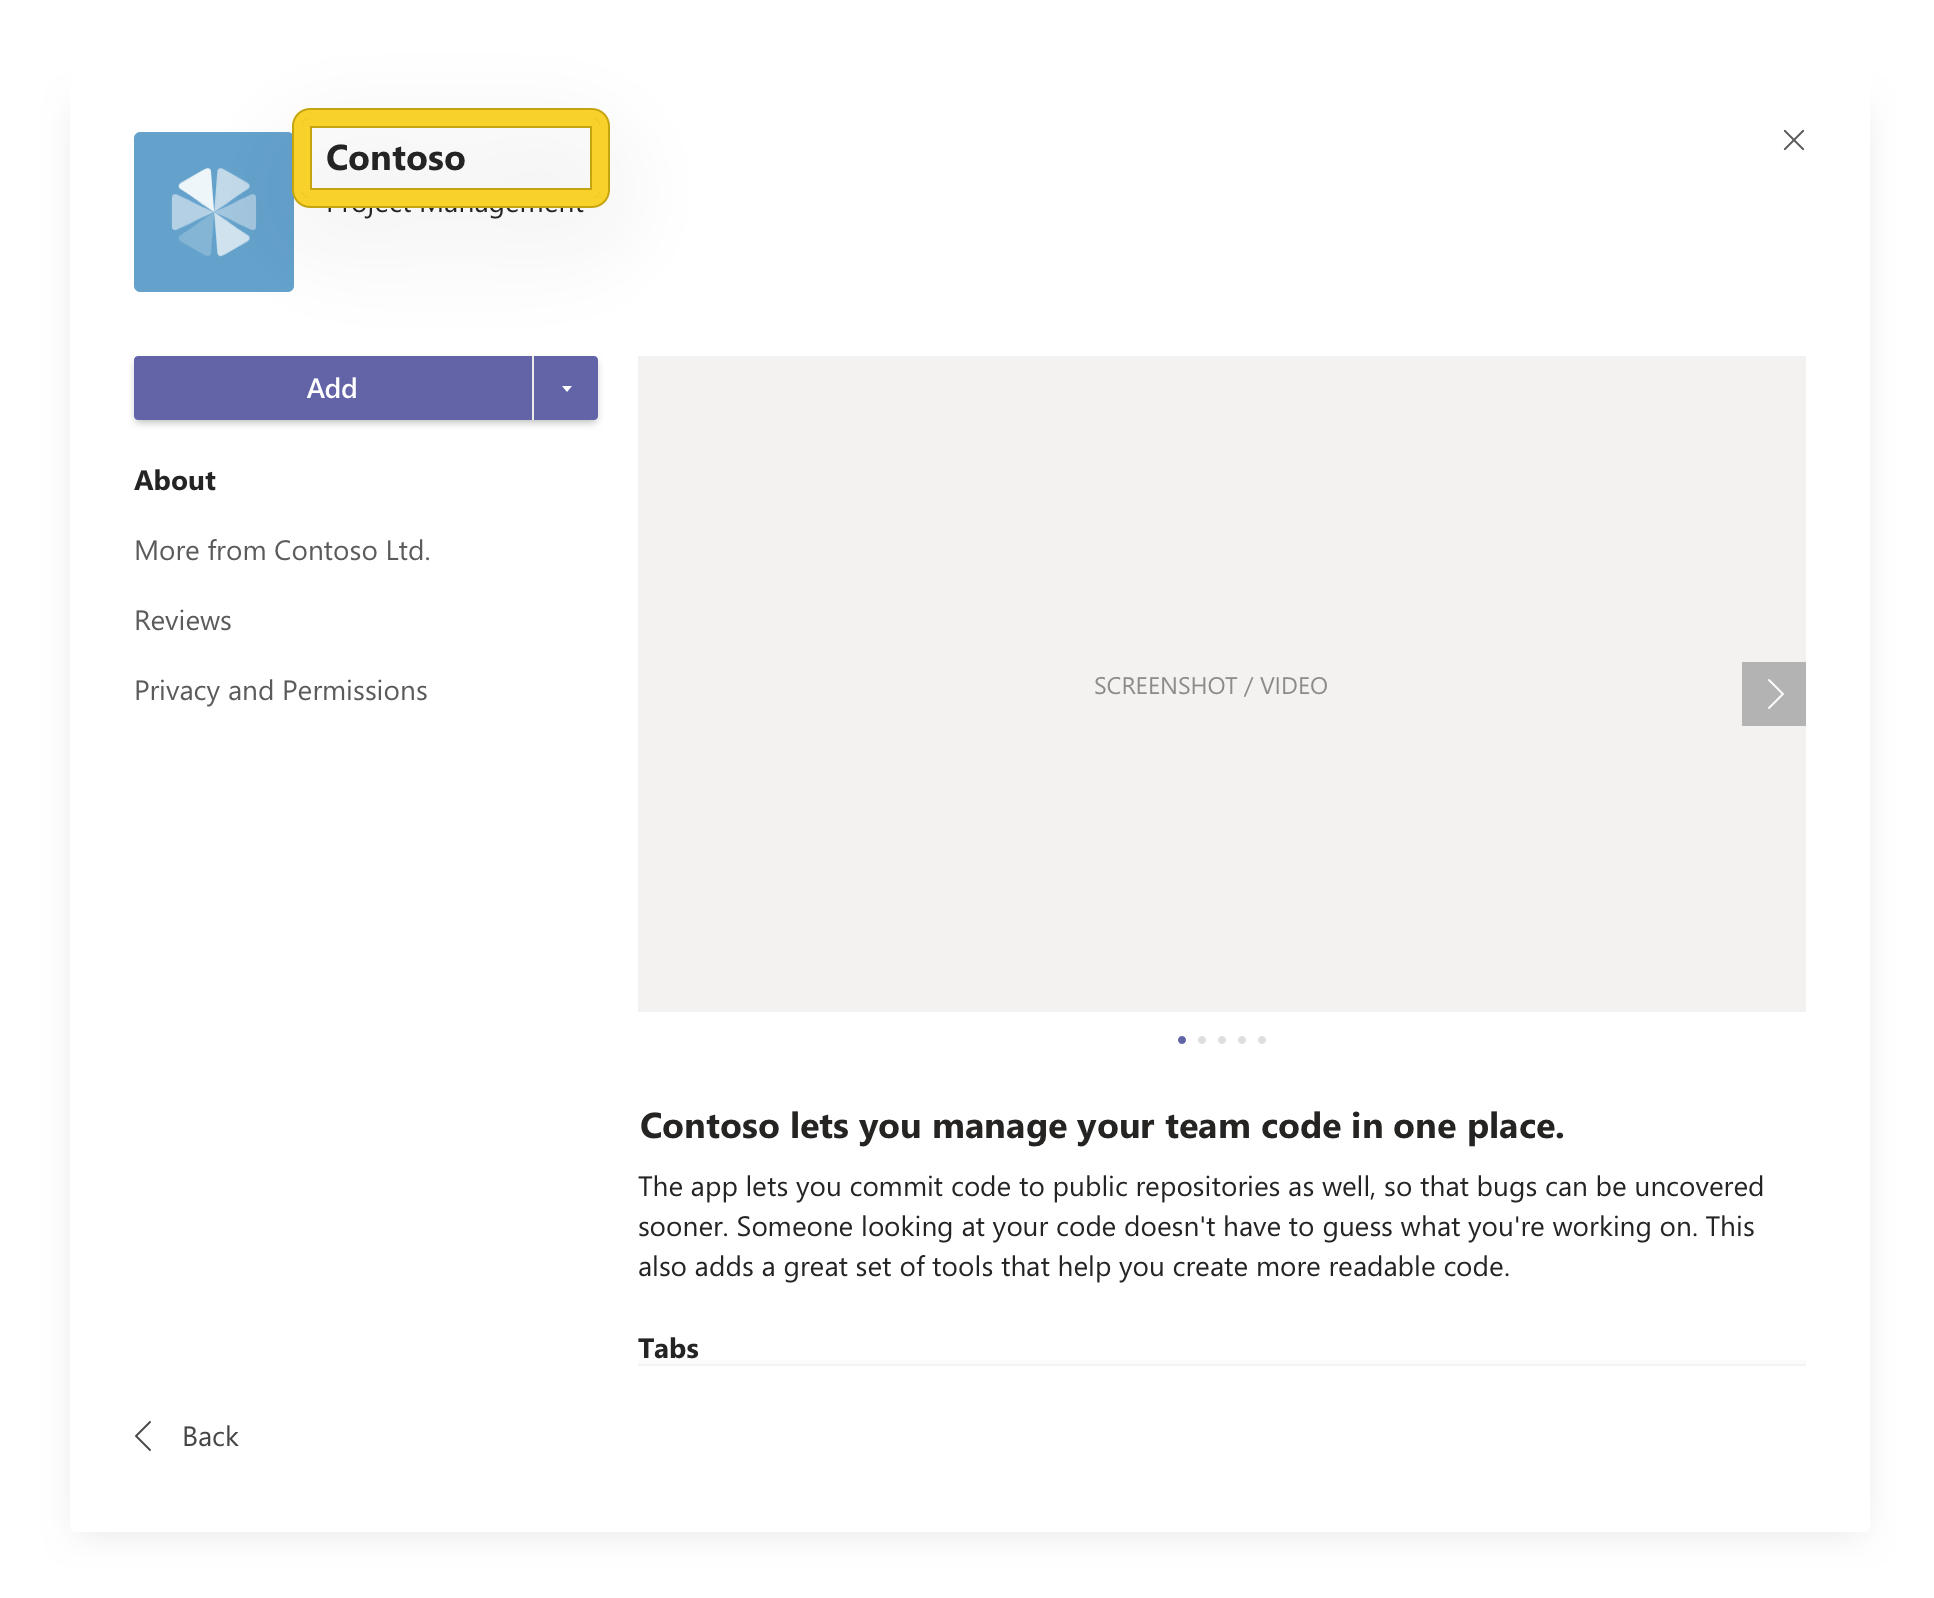 Contoso
Project Management
Add
About
More from Contoso Ltd.
Reviews
Privacy and Permissions
SCREENSHOT / VIDEO
Contoso lets you manage your team code in one place.
The app lets you commit code to public repositories as well, so that bugs can be uncovered
sooner. Someone looking at your code doesn't have to guess what you're working on. This
also adds a great set of tools that help you create more readable code.
Tabs
Back